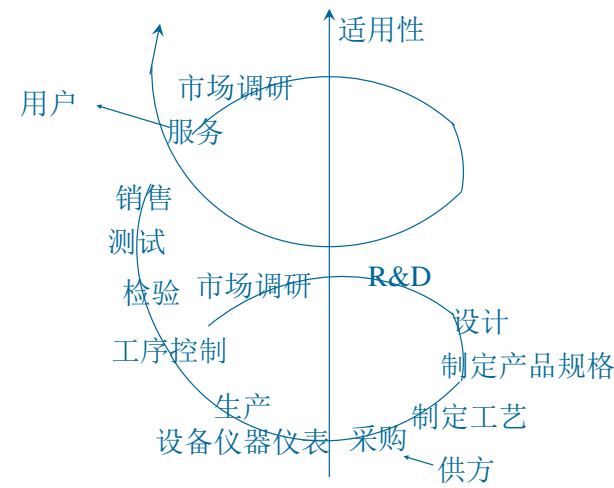 适用性
市场调研
用户
服务
销售
测试
检验
市场调研
R&D
设计
工序控制
制定产品规格
生产
制定工艺
设备仪器仪表
采购
供方